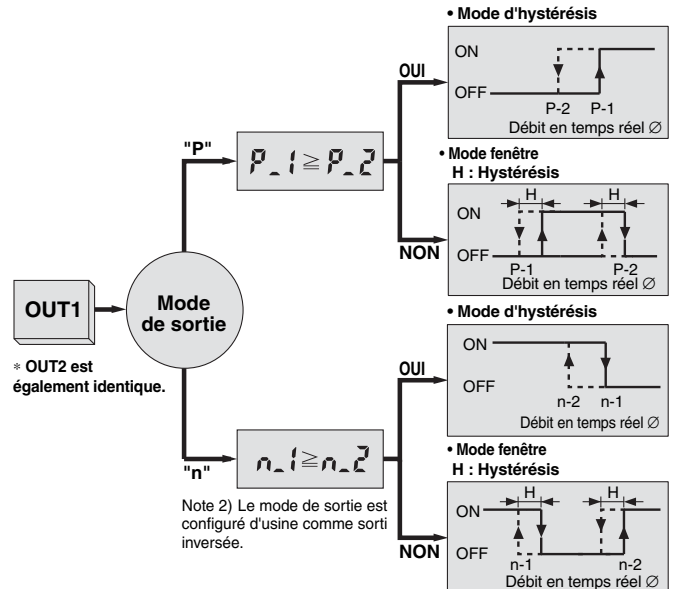 • Mode d'hystérésis
ON
OFF
P-2 P-1
Débit en temps réel ∅
OUI
"P"
P_1 ≧ P_2
• Mode fenêtre
H : Hystérésis
H H
ON
OFF
P-1 P-2
Débit en temps réel ∅
NON
OUT1
Mode
de sortie
* OUT2 est
également identique.
• Mode d'hystérésis
ON
OFF
n-2 n-1
Débit en temps réel ∅
OUI
"n"
n_1≧n_2
Note 2) Le mode de sortie est
configuré d'usine comme sorti
inversée.
• Mode fenêtre
H : Hystérésis
H H
ON
OFF
n-1 n-2
Débit en temps réel ∅
NON